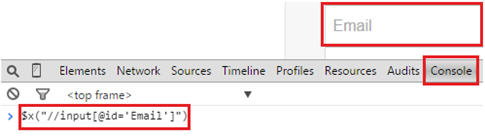 Email
Elements Network Sources Timeline Profiles Resources Audits Console
<top frame>
$x("//input[@id='Email']")